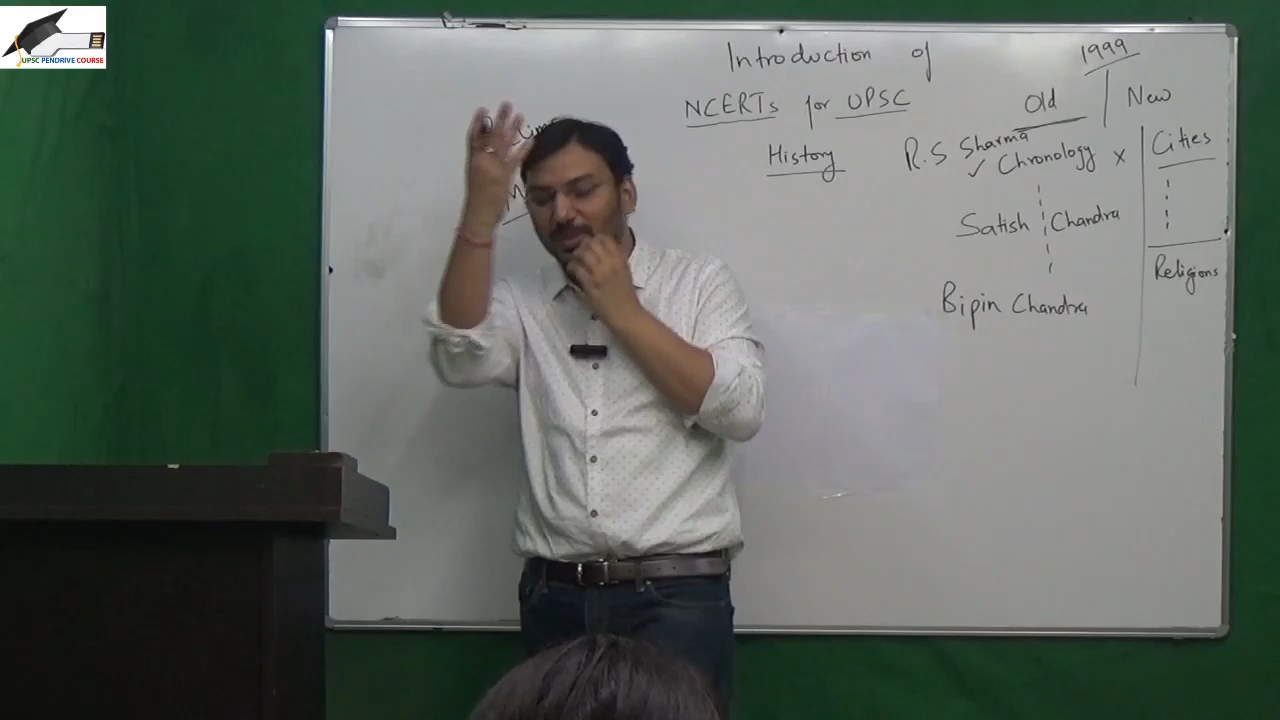 UPSC PENDRIVE COURSE
Introduction of
NCERTs for UPSC
History
1999
Old | New
R.S Sharma
✓ Chronology x
Satish Chandra
Bipin Chandra
Cities
Religions